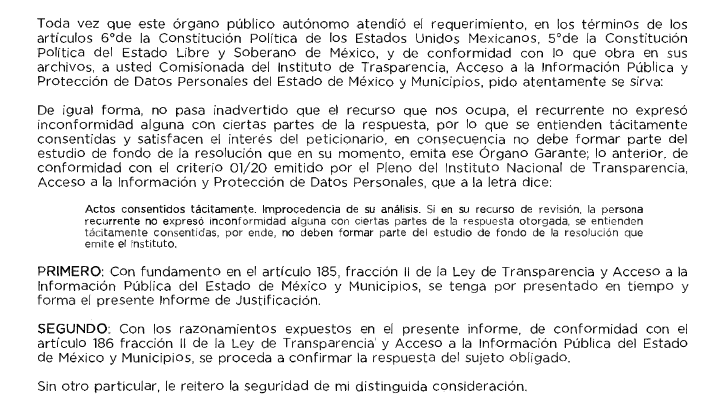 Toda vez que este órgano público autónomo atendió el requerimiento, en los términos de los
artículos 6°de la Constitución Política de los Estados Unidos Mexicanos, 5°de la Constitución
Política del Estado Libre y Soberano de México, y de conformidad con lo que obra en sus
archivos, a usted Comisionada del Instituto de Trasparencia, Acceso a la Información Pública y
Protección de Datos Personales del Estado de México y Municipios, pido atentamente se sirva:
De igual forma, no pasa inadvertido que el recurso que nos ocupa, el recurrente no expresó
inconformidad alguna con ciertas partes de la respuesta, por lo que se entienden tácitamente
consentidas y satisfacen el interés del peticionario, en consecuencia no debe formar parte del
estudio de fondo de la resolución que en su momento, emita ese Órgano Garante; lo anterior, de
conformidad con el criterio 01/20 emitido por el Pleno del Instituto Nacional de Transparencia,
Acceso a la Información y Protección de Datos Personales, que a la letra dice:
Actos consentidos tácitamente. Improcedencia de su análisis. Si en su recurso de revisión, la persona
recurrente no expresó inconformidad alguna con ciertas partes de la respuesta otorgada, se entienden
tácitamente consentidas, por ende, no deben formar parte del estudio de fondo de la resolución que
emite el Instituto.
PRIMERO: Con fundamento en el artículo 185, fracción II de la Ley de Transparencia y Acceso a la
Información Pública del Estado de México y Municipios, se tenga por presentado en tiempo y
forma el presente Informe de Justificación.
SEGUNDO: Con los razonamientos expuestos en el presente informe, de conformidad con el
artículo 186 fracción II de la Ley de Transparencia y Acceso a la Información Pública del Estado
de México y Municipios, se proceda a confirmar la respuesta del sujeto obligado.
Sin otro particular, le reitero la seguridad de mi distinguida consideración.